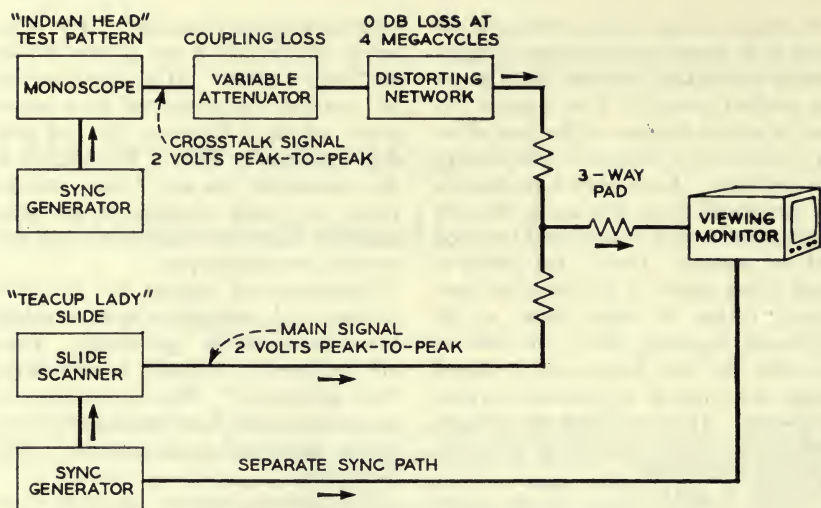 "INDIAN HEAD"
TEST PATTERN
MONOSCOPE
SYNC
GENERATOR
COUPLING LOSS
VARIABLE
ATTENUATOR
0 DB LOSS AT
4 MEGACYCLES
DISTORTING
NETWORK
CROSSTALK SIGNAL
2 VOLTS PEAK-TO-PEAK
3-WAY
PAD
VIEWING
MONITOR
"TEACUP LADY"
SLIDE
SLIDE
SCANNER
MAIN SIGNAL
2 VOLTS PEAK-TO-PEAK
SYNC
GENERATOR
SEPARATE SYNC PATH